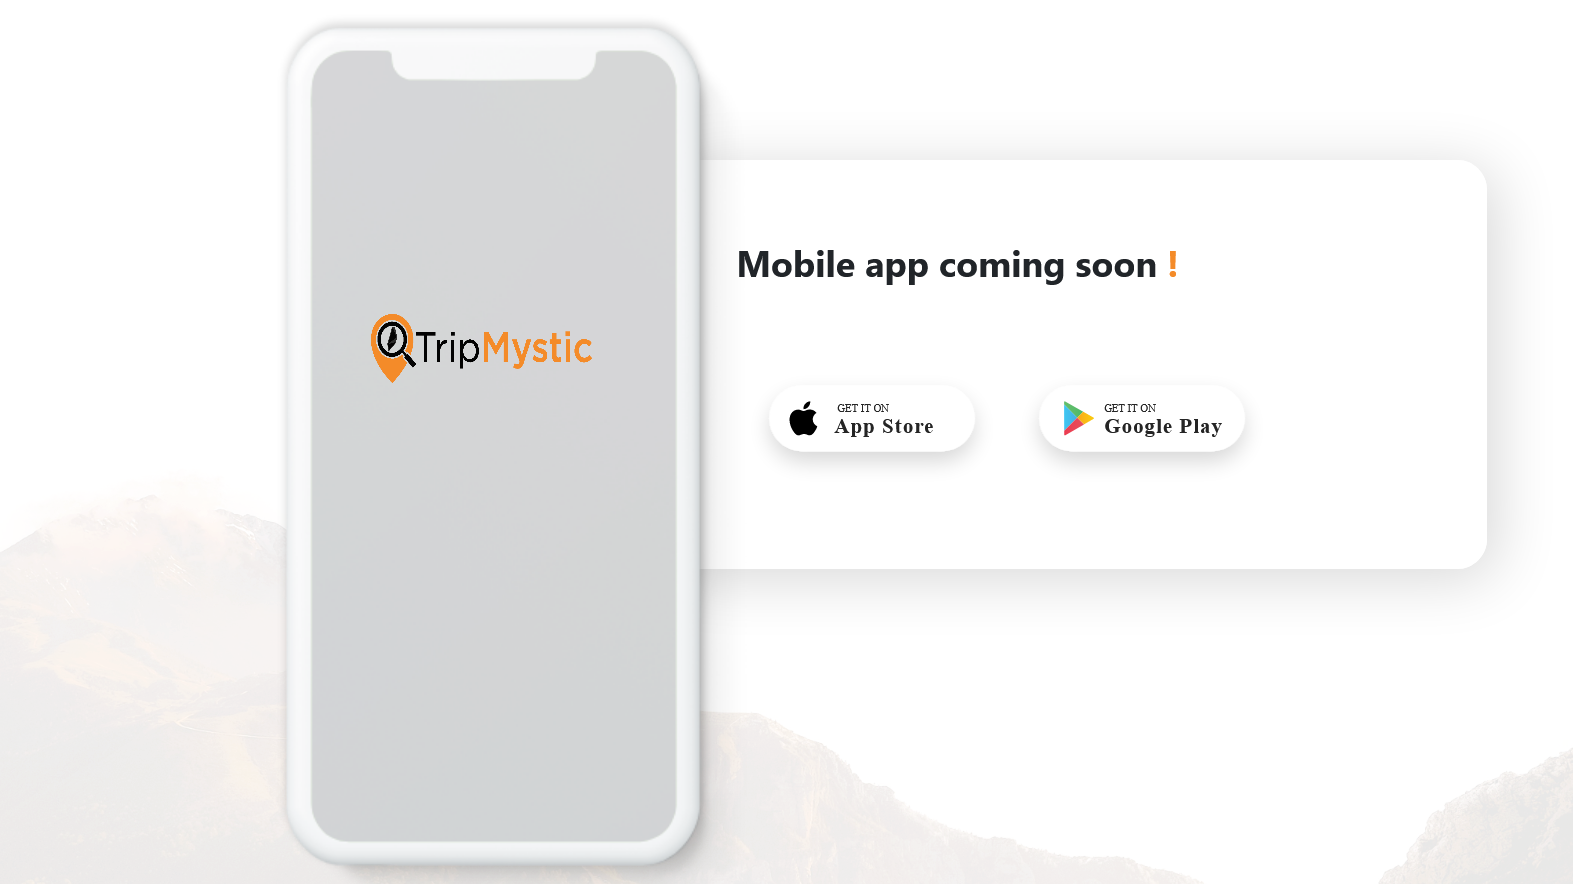 TripMystic
Mobile app coming soon !
GET IT ON
App Store
GET IT ON
Google Play